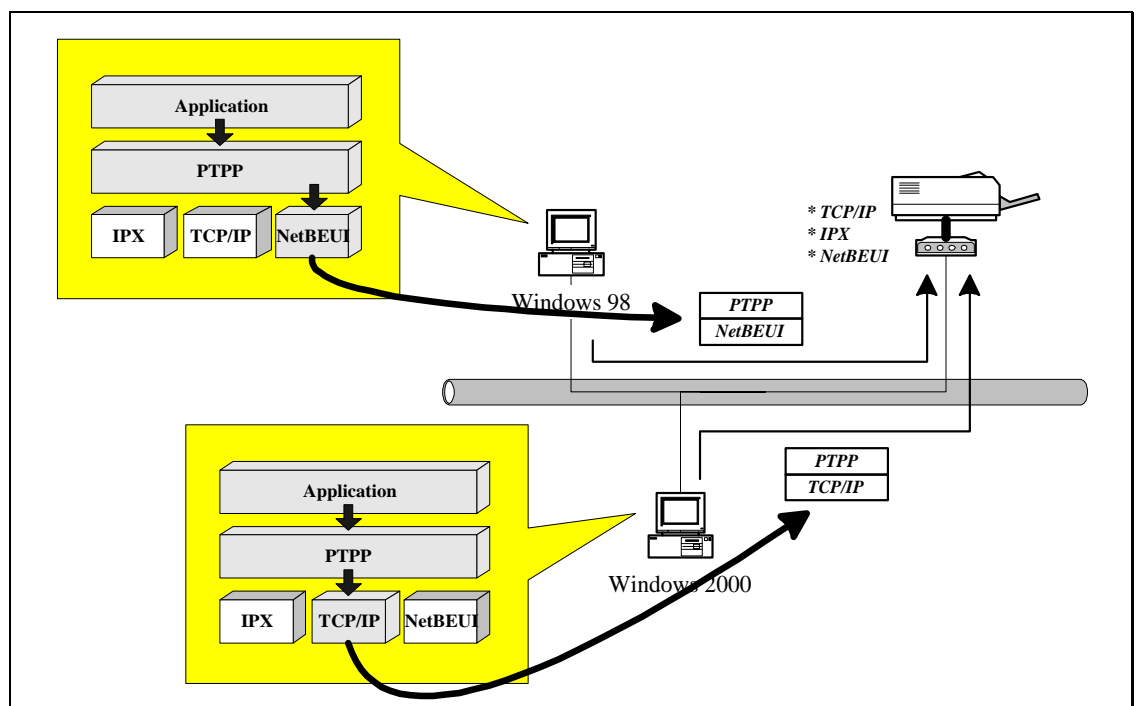 Application
PTPP
IPX TCP/IP NetBEUI
* TCP/IP
* IPX
* NetBEUI
Windows 98
PTPP
NetBEUI
Application
PTPP
IPX TCP/IP NetBEUI
PTPP
TCP/IP
Windows 2000